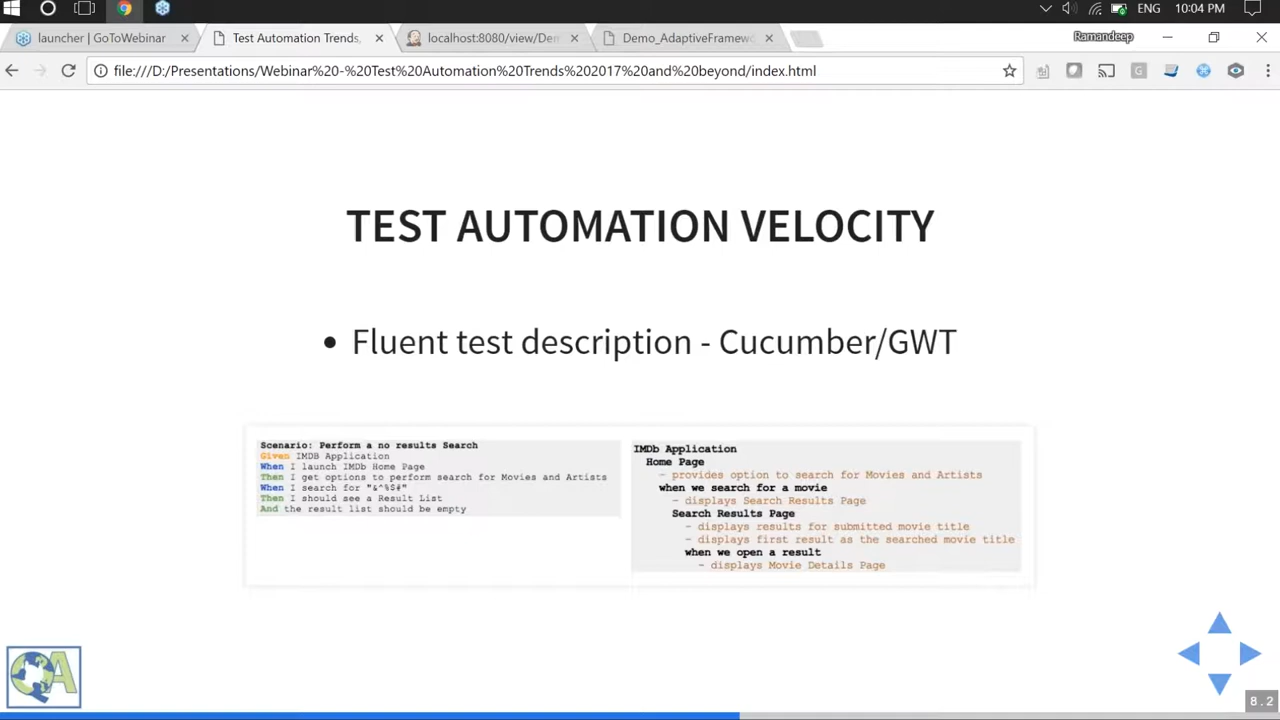 ENG 10:04 PM
launcher | GoToWebinar
Test Automation Trends,
localhost:8080/view/De
Demo_AdaptiveFramew
Ramandeep
file:///D:/Presentations/Webinar%20-%20Test%20Automation%20Trends%202017%20and%20beyond/index.html
TEST AUTOMATION VELOCITY
• Fluent test description - Cucumber/GWT
Scenario: Perform a no results Search
Given IMDB Application
When I launch IMDb Home Page
Then I get options to perform search for Movies and Artists
When I search for "&^%$#"
Then I should see a Result List
And the result list should be empty
IMDb Application
Home Page
- provides option to search for Movies and Artists
when we search for a movie
- displays Search Results Page
Search Results Page
- displays results for submitted movie title
- displays first result as the searched movie title
when we open a result
- displays Movie Details Page
QA
8.2